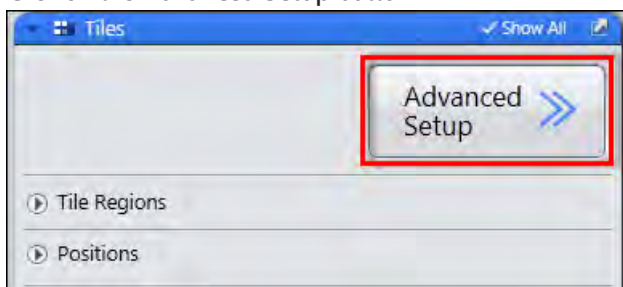 Tiles
Show All
Advanced
Setup
Tile Regions
Positions